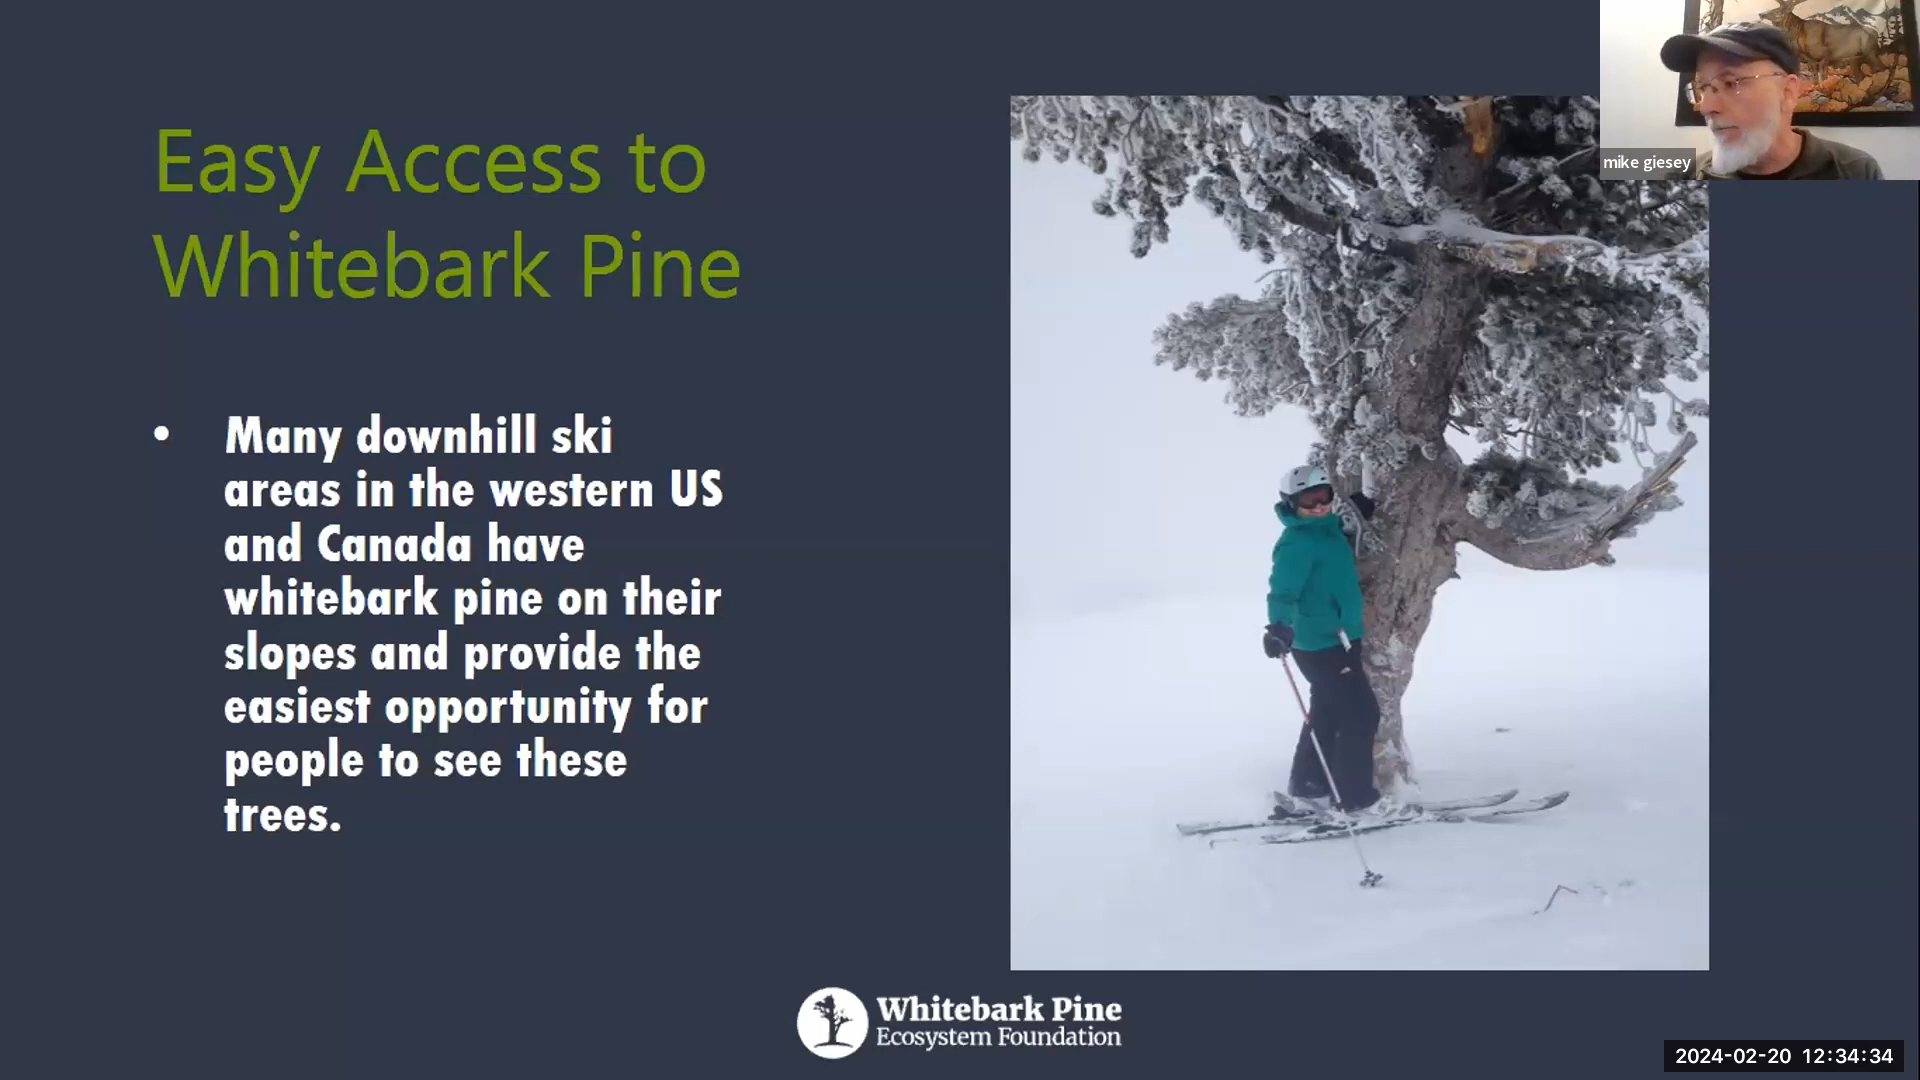 Easy Access to
Whitebark Pine
• Many downhill ski
areas in the western US
and Canada have
whitebark pine on their
slopes and provide the
easiest opportunity for
people to see these
trees.
mike giesey
Whitebark Pine
Ecosystem Foundation
2024-02-20 12:34:34